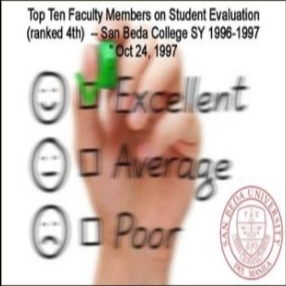 Top Ten Faculty Members on Student Evaluation
(ranked 4th) – San Beda College SY 1996-1997
" Oct 24, 1997
Excellent
Average
Poor
SAN BEDA UNIVERSITY
MANILA